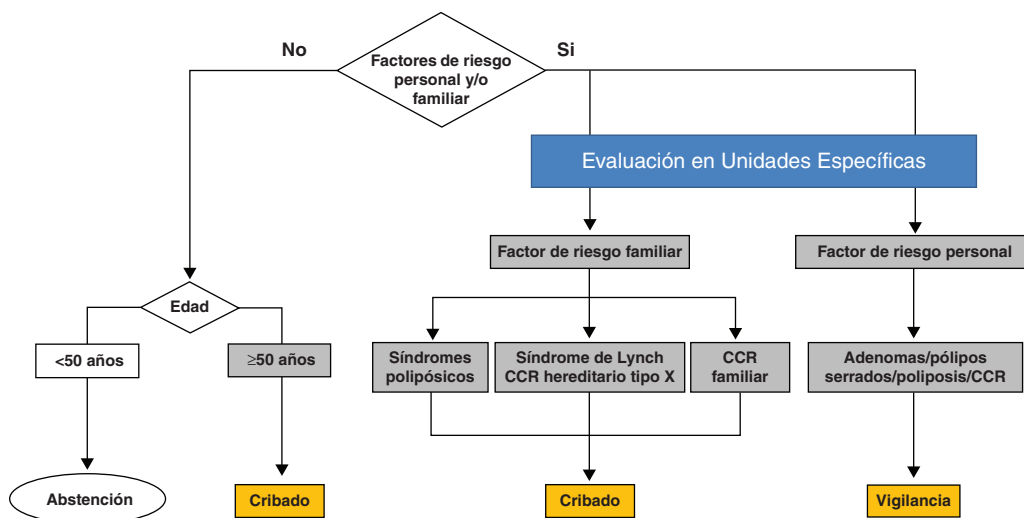 No
Factores de riesgo
personal y/o
familiar
Si
Evaluación en Unidades Específicas
Factor de riesgo familiar
Factor de riesgo personal
Edad
<50 años
≥50 años
Síndromes
polipósicos
Síndrome de Lynch
CCR hereditario tipo X
CCR
familiar
Adenomas/pólipos
serrados/poliposis/CCR
Abstención
Cribado
Cribado
Vigilancia